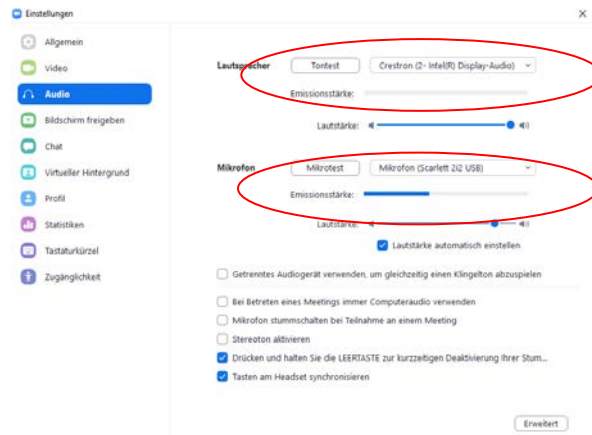 Einstellungen
Allgemein
Video
Audio
Bildschirm freigeben
Chat
Virtueller Hintergrund
Profil
Statistiken
Tastaturkürzel
Zugänglichkeit
Lautsprecher Tontest Crestron (2- Intel(R) Display-Audio)
Emissionsstärke:
Lautstärke:
Mikrofon Mikrotest Mikrofon (Scarlett 2i2 USB)
Emissionsstärke:
Lautstärke:
Lautstärke automatisch einstellen
Getrenntes Audiogerät verwenden, um gleichzeitig einen Klingelton abzuspielen
Bei Betreten eines Meetings immer Computeraudio verwenden
Mikrofon stummschalten bei Teilnahme an einem Meeting
Stereoton aktivieren
Drücken und halten Sie die LEERTASTE zur kurzzeitigen Deaktivierung Ihrer Stum...
Tasten am Headset synchronisieren
Erweitert